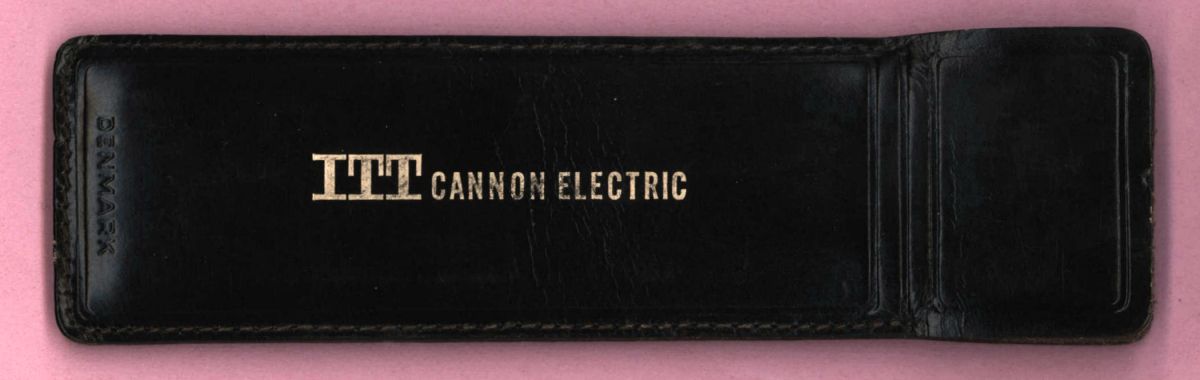 ITT CANNON ELECTRIC
DENMARK